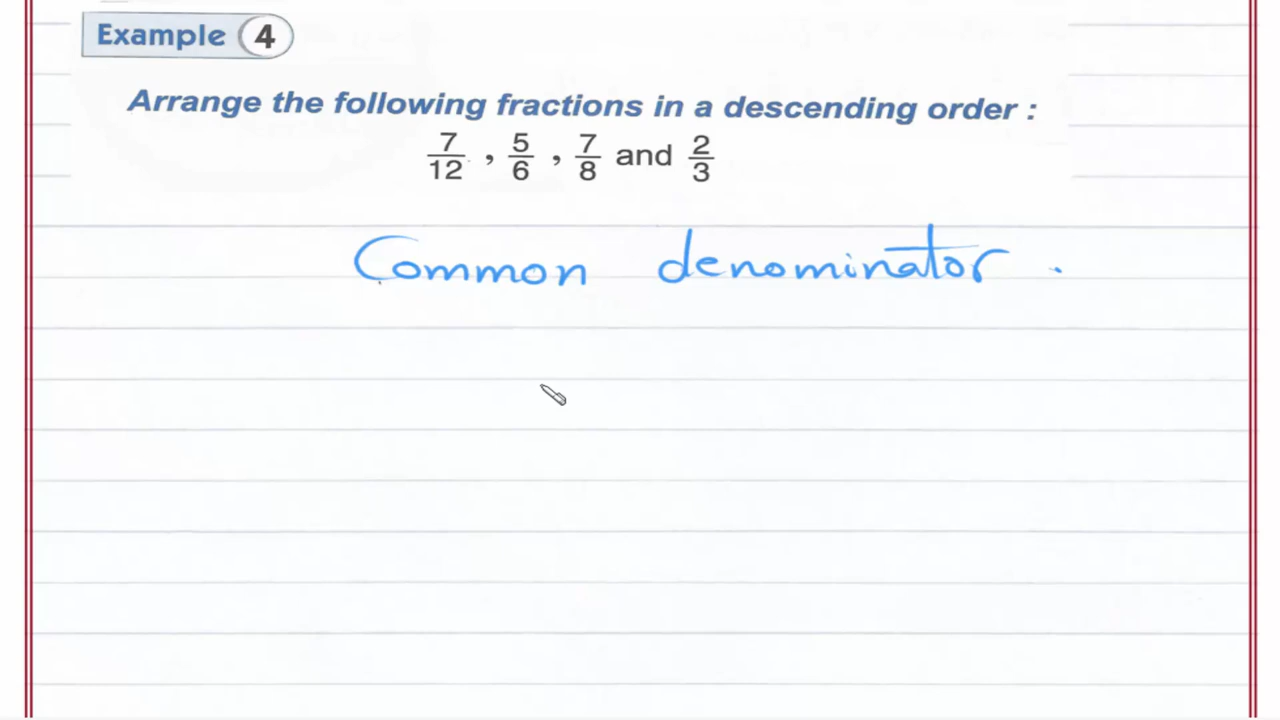 Example 4
Arrange the following fractions in a descending order :
7/12 , 5/6 , 7/8 and 2/3
Common denominator .